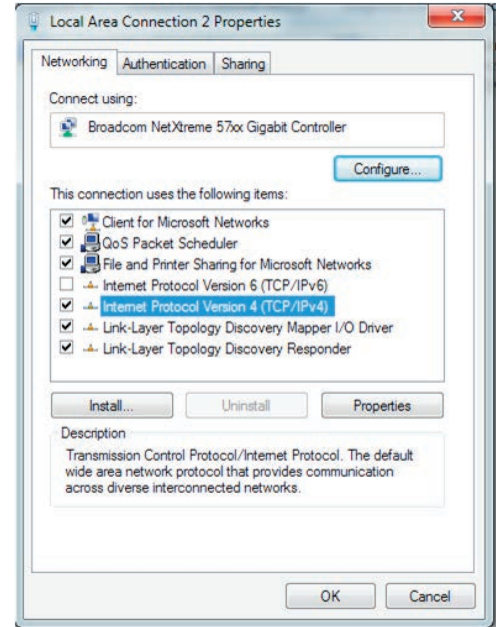 Local Area Connection 2 Properties
Networking Authentication Sharing
Connect using:
Broadcom NetXtreme 57xx Gigabit Controller
Configure...
This connection uses the following items:
Client for Microsoft Networks
QoS Packet Scheduler
File and Printer Sharing for Microsoft Networks
Internet Protocol Version 6 (TCP/IPv6)
Internet Protocol Version 4 (TCP/IPv4)
Link-Layer Topology Discovery Mapper I/O Driver
Link-Layer Topology Discovery Responder
Install... Uninstall Properties
Description
Transmission Control Protocol/Internet Protocol. The default
wide area network protocol that provides communication
across diverse interconnected networks.
OK Cancel